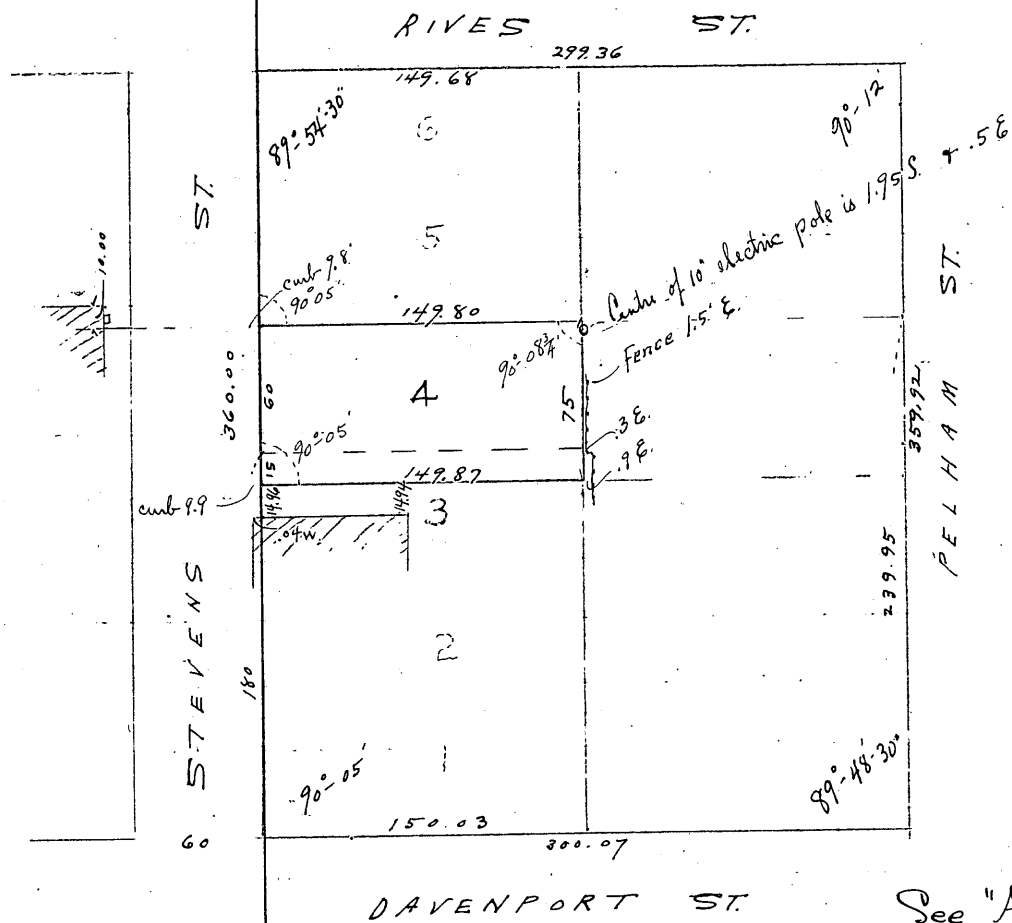 RIVES ST.
299.36
149.68
89°-54'-30"
90°-12'
6
ST.
10.00
5
curb 9.8'
90°05'
149.80
Centre of 10" electric pole is 1.95 S. & .5 E
90°-08¾'
Fence 1.5' E.
ST.
360.00
60
4
75
359.92
.3 E.
90°-05'
15
.9 E.
149.87
curb 9.9
14.96
14.94
3
.04 W.
PELHAM
239.95
STEVENS
2
180
1
90°-05'
89°-48'-30"
150.03
60
300.07
DAVENPORT ST.
See